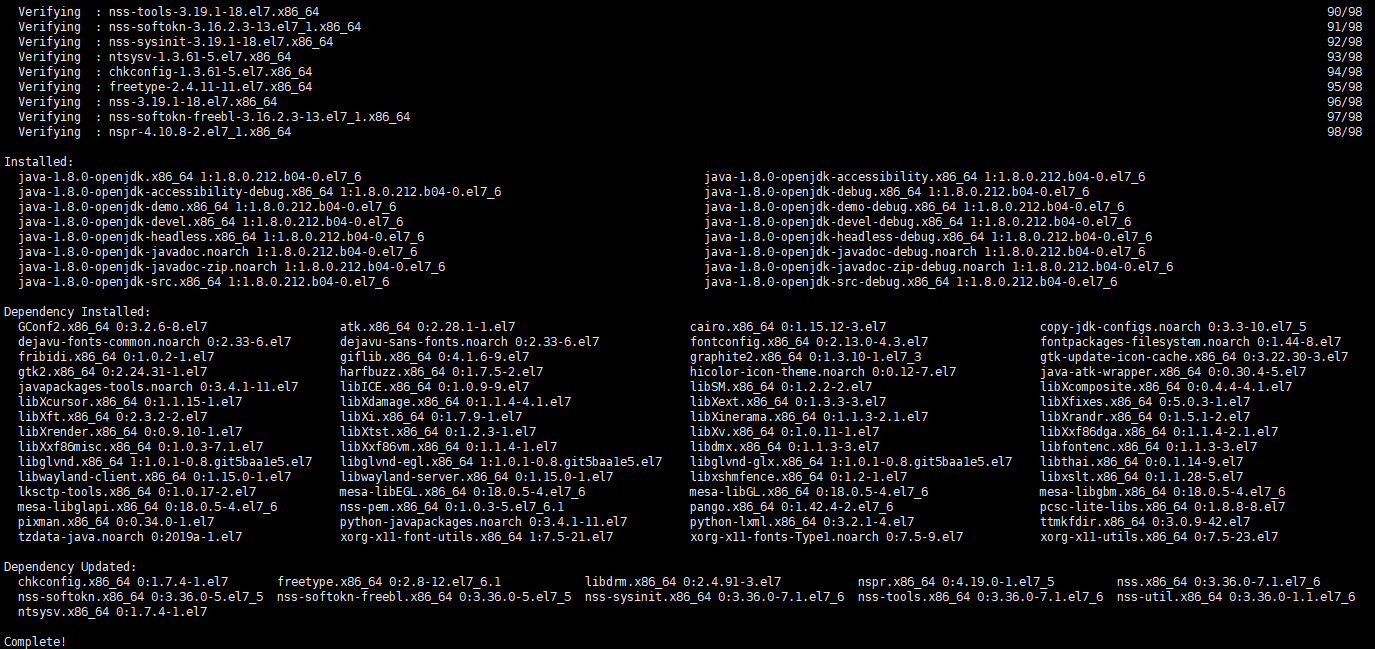 Verifying  : nss-tools-3.19.1-18.el7.x86_64 90/98
Verifying  : nss-softokn-3.16.2.3-13.el7_1.x86_64 91/98
Verifying  : nss-sysinit-3.19.1-18.el7.x86_64 92/98
Verifying  : ntsysv-1.3.61-5.el7.x86_64 93/98
Verifying  : chkconfig-1.3.61-5.el7.x86_64 94/98
Verifying  : freetype-2.4.11-11.el7.x86_64 95/98
Verifying  : nss-3.19.1-18.el7.x86_64 96/98
Verifying  : nss-softokn-freebl-3.16.2.3-13.el7_1.x86_64 97/98
Verifying  : nspr-4.10.8-2.el7_1.x86_64 98/98
Installed:
java-1.8.0-openjdk.x86_64 1:1.8.0.212.b04-0.el7_6 java-1.8.0-openjdk-accessibility.x86_64 1:1.8.0.212.b04-0.el7_6
java-1.8.0-openjdk-accessibility-debug.x86_64 1:1.8.0.212.b04-0.el7_6 java-1.8.0-openjdk-debug.x86_64 1:1.8.0.212.b04-0.el7_6
java-1.8.0-openjdk-demo.x86_64 1:1.8.0.212.b04-0.el7_6 java-1.8.0-openjdk-demo-debug.x86_64 1:1.8.0.212.b04-0.el7_6
java-1.8.0-openjdk-devel.x86_64 1:1.8.0.212.b04-0.el7_6 java-1.8.0-openjdk-devel-debug.x86_64 1:1.8.0.212.b04-0.el7_6
java-1.8.0-openjdk-headless.x86_64 1:1.8.0.212.b04-0.el7_6 java-1.8.0-openjdk-headless-debug.x86_64 1:1.8.0.212.b04-0.el7_6
java-1.8.0-openjdk-javadoc.noarch 1:1.8.0.212.b04-0.el7_6 java-1.8.0-openjdk-javadoc-debug.noarch 1:1.8.0.212.b04-0.el7_6
java-1.8.0-openjdk-javadoc-zip.noarch 1:1.8.0.212.b04-0.el7_6 java-1.8.0-openjdk-javadoc-zip-debug.noarch 1:1.8.0.212.b04-0.el7_6
java-1.8.0-openjdk-src.x86_64 1:1.8.0.212.b04-0.el7_6 java-1.8.0-openjdk-src-debug.x86_64 1:1.8.0.212.b04-0.el7_6
Dependency Installed:
GConf2.x86_64 0:3.2.6-8.el7 atk.x86_64 0:2.28.1-1.el7 cairo.x86_64 0:1.15.12-3.el7 copy-jdk-configs.noarch 0:3.3-10.el7_5
dejavu-fonts-common.noarch 0:2.33-6.el7 dejavu-sans-fonts.noarch 0:2.33-6.el7 fontconfig.x86_64 0:2.13.0-4.3.el7 fontpackages-filesystem.noarch 0:1.44-8.el7
fribidi.x86_64 0:1.0.2-1.el7 giflib.x86_64 0:4.1.6-9.el7 graphite2.x86_64 0:1.3.10-1.el7_3 gtk-update-icon-cache.x86_64 0:3.22.30-3.el7
gtk2.x86_64 0:2.24.31-1.el7 harfbuzz.x86_64 0:1.7.5-2.el7 hicolor-icon-theme.noarch 0:0.12-7.el7 java-atk-wrapper.x86_64 0:0.30.4-5.el7
javapackages-tools.noarch 0:3.4.1-11.el7 libICE.x86_64 0:1.0.9-9.el7 libSM.x86_64 0:1.2.2-2.el7 libXcomposite.x86_64 0:0.4.4-4.1.el7
libXcursor.x86_64 0:1.1.15-1.el7 libXdamage.x86_64 0:1.1.4-4.1.el7 libXext.x86_64 0:1.3.3-3.el7 libXfixes.x86_64 0:5.0.3-1.el7
libXft.x86_64 0:2.3.2-2.el7 libXi.x86_64 0:1.7.9-1.el7 libXinerama.x86_64 0:1.1.3-2.1.el7 libXrandr.x86_64 0:1.5.1-2.el7
libXrender.x86_64 0:0.9.10-1.el7 libXtst.x86_64 0:1.2.3-1.el7 libXv.x86_64 0:1.0.11-1.el7 libXxf86dga.x86_64 0:1.1.4-2.1.el7
libXxf86misc.x86_64 0:1.0.3-7.1.el7 libXxf86vm.x86_64 0:1.1.4-1.el7 libdmx.x86_64 0:1.1.3-3.el7 libfontenc.x86_64 0:1.1.3-3.el7
libglvnd.x86_64 1:1.0.1-0.8.git5baa1e5.el7 libglvnd-egl.x86_64 1:1.0.1-0.8.git5baa1e5.el7 libglvnd-glx.x86_64 1:1.0.1-0.8.git5baa1e5.el7 libthai.x86_64 0:0.1.14-9.el7
libwayland-client.x86_64 0:1.15.0-1.el7 libwayland-server.x86_64 0:1.15.0-1.el7 libxshmfence.x86_64 0:1.2-1.el7 libxslt.x86_64 0:1.1.28-5.el7
lksctp-tools.x86_64 0:1.0.17-2.el7 mesa-libEGL.x86_64 0:18.0.5-4.el7_6 mesa-libGL.x86_64 0:18.0.5-4.el7_6 mesa-libgbm.x86_64 0:18.0.5-4.el7_6
mesa-libglapi.x86_64 0:18.0.5-4.el7_6 nss-pem.x86_64 0:1.0.3-5.el7_6.1 pango.x86_64 0:1.42.4-2.el7_6 pcsc-lite-libs.x86_64 0:1.8.8-8.el7
pixman.x86_64 0:0.34.0-1.el7 python-javapackages.noarch 0:3.4.1-11.el7 python-lxml.x86_64 0:3.2.1-4.el7 ttmkfdir.x86_64 0:3.0.9-42.el7
tzdata-java.noarch 0:2019a-1.el7 xorg-x11-font-utils.x86_64 1:7.5-21.el7 xorg-x11-fonts-Type1.noarch 0:7.5-9.el7 xorg-x11-utils.x86_64 0:7.5-23.el7
Dependency Updated:
chkconfig.x86_64 0:1.7.4-1.el7 freetype.x86_64 0:2.8-12.el7_6.1 libdrm.x86_64 0:2.4.91-3.el7 nspr.x86_64 0:4.19.0-1.el7_5 nss.x86_64 0:3.36.0-7.1.el7_6
nss-softokn.x86_64 0:3.36.0-5.el7_5 nss-softokn-freebl.x86_64 0:3.36.0-5.el7_5 nss-sysinit.x86_64 0:3.36.0-7.1.el7_6 nss-tools.x86_64 0:3.36.0-7.1.el7_6 nss-util.x86_64 0:3.36.0-1.1.el7_6
ntsysv.x86_64 0:1.7.4-1.el7
Complete!